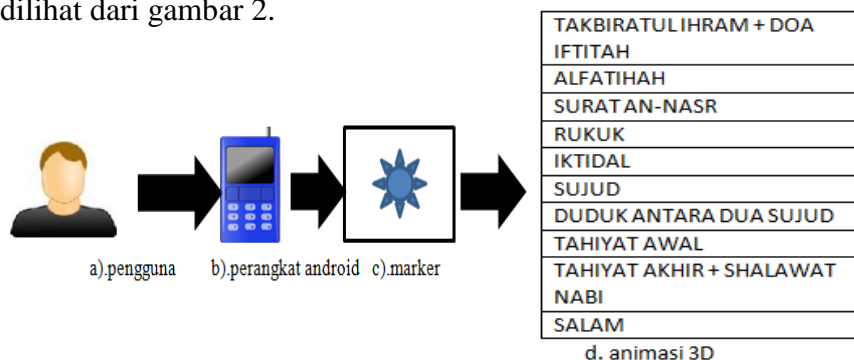 dilihat dari gambar 2.
TAKBIRATUL IHRAM + DOA
IFTITAH
ALFATIHAH
SURAT AN-NASR
RUKUK
IKTIDAL
SUJUD
DUDUK ANTARA DUA SUJUD
TAHIYAT AWAL
TAHIYAT AKHIR + SHALAWAT
NABI
SALAM
a).pengguna b).perangkat android c).marker
d. animasi 3D